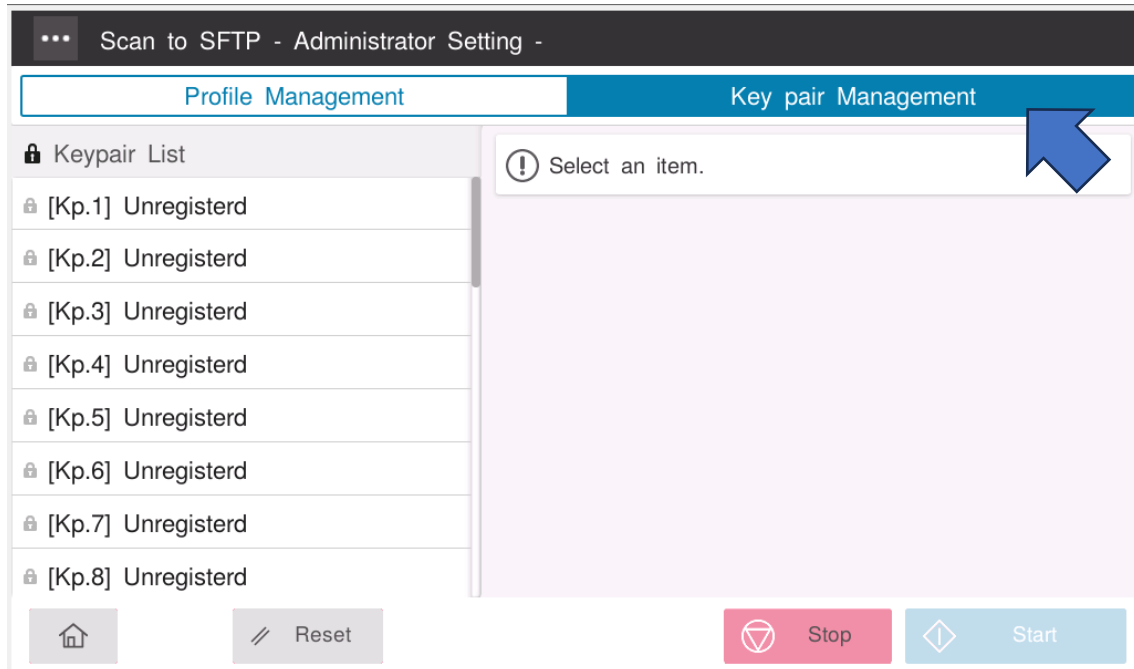 Scan to SFTP - Administrator Setting -
Profile Management
Key pair Management
Keypair List
[Kp.1] Unregisterd
[Kp.2] Unregisterd
[Kp.3] Unregisterd
[Kp.4] Unregisterd
[Kp.5] Unregisterd
[Kp.6] Unregisterd
[Kp.7] Unregisterd
[Kp.8] Unregisterd
Select an item.
Reset
Stop
Start